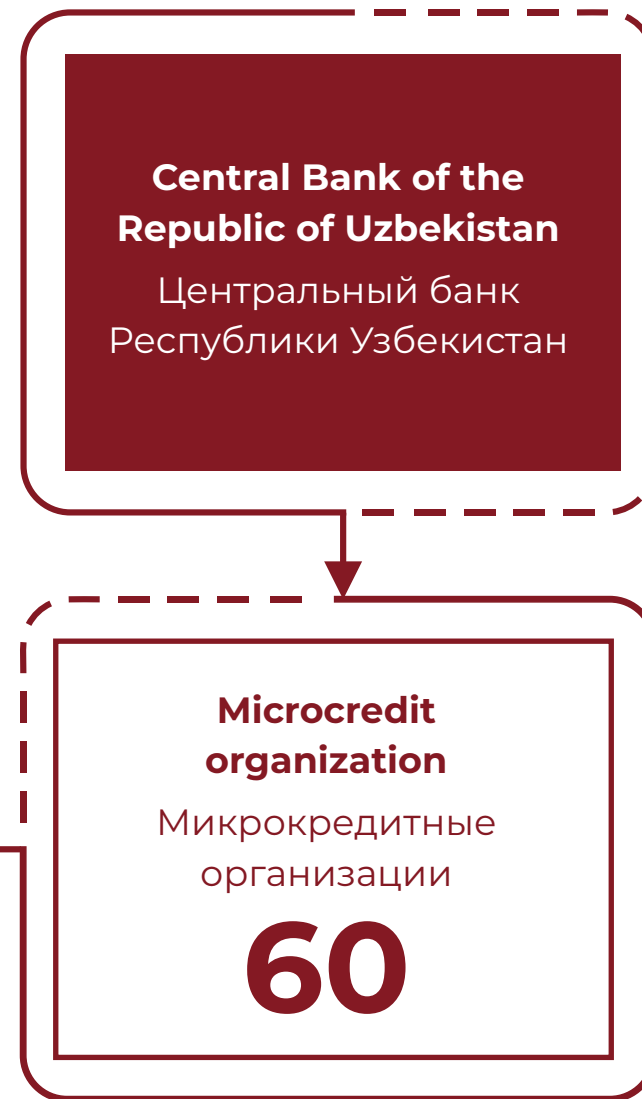 Central Bank of the
Republic of Uzbekistan
Центральный банк
Республики Узбекистан
Microcredit
organization
Микрокредитные
организации
60